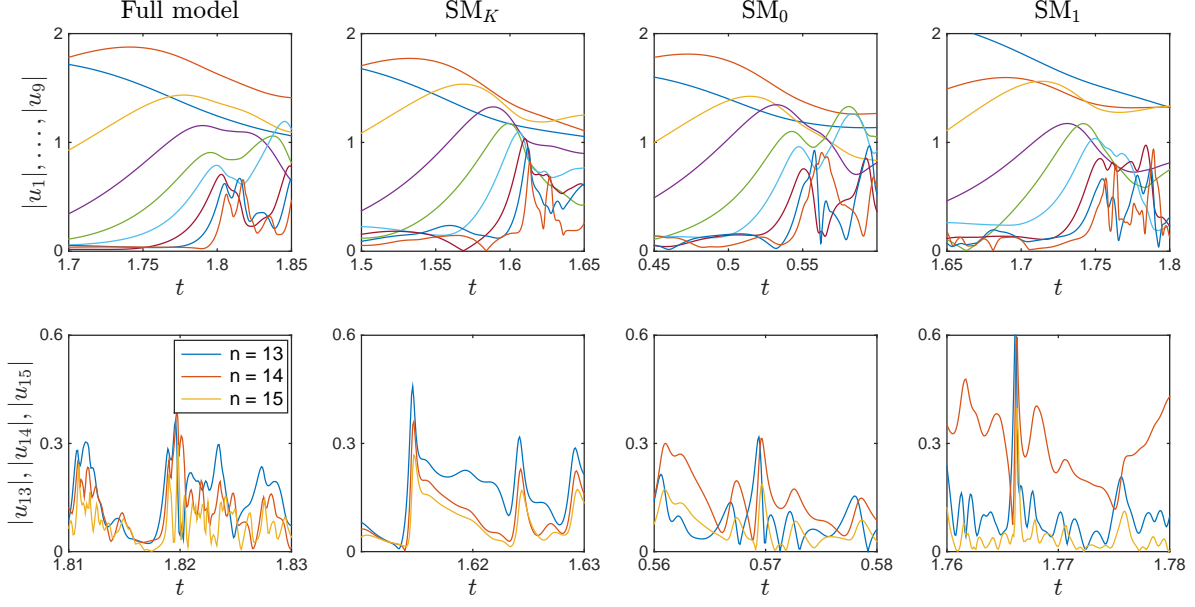 Full model SM_K SM_0 SM_1
|u_1|, ..., |u_9|
2 2 2 2
1 1 1 1
0 0 0 0
1.7 1.75 1.8 1.85 1.5 1.55 1.6 1.65 0.45 0.5 0.55 1.65 1.7 1.75 1.8
t t t t
|u_13|, |u_14|, |u_15|
0.6 0.6 0.6 0.6
n = 13
n = 14
n = 15
0.3 0.3 0.3 0.3
0 0 0 0
1.81 1.82 1.83 1.62 1.63 0.56 0.57 0.58 1.76 1.77 1.78
t t t t